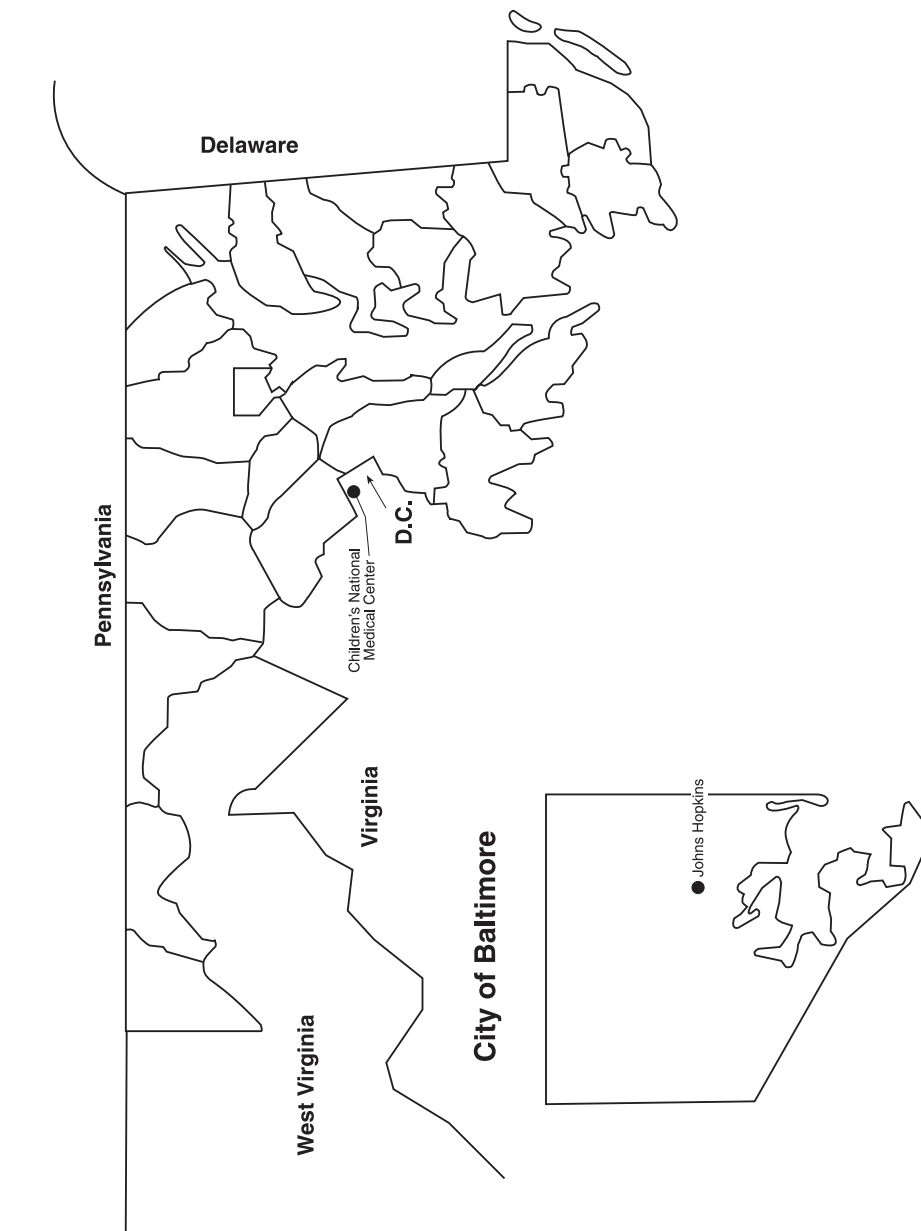 Delaware
Pennsylvania
D.C.
Children's National
Medical Center
Virginia
West Virginia
City of Baltimore
Johns Hopkins